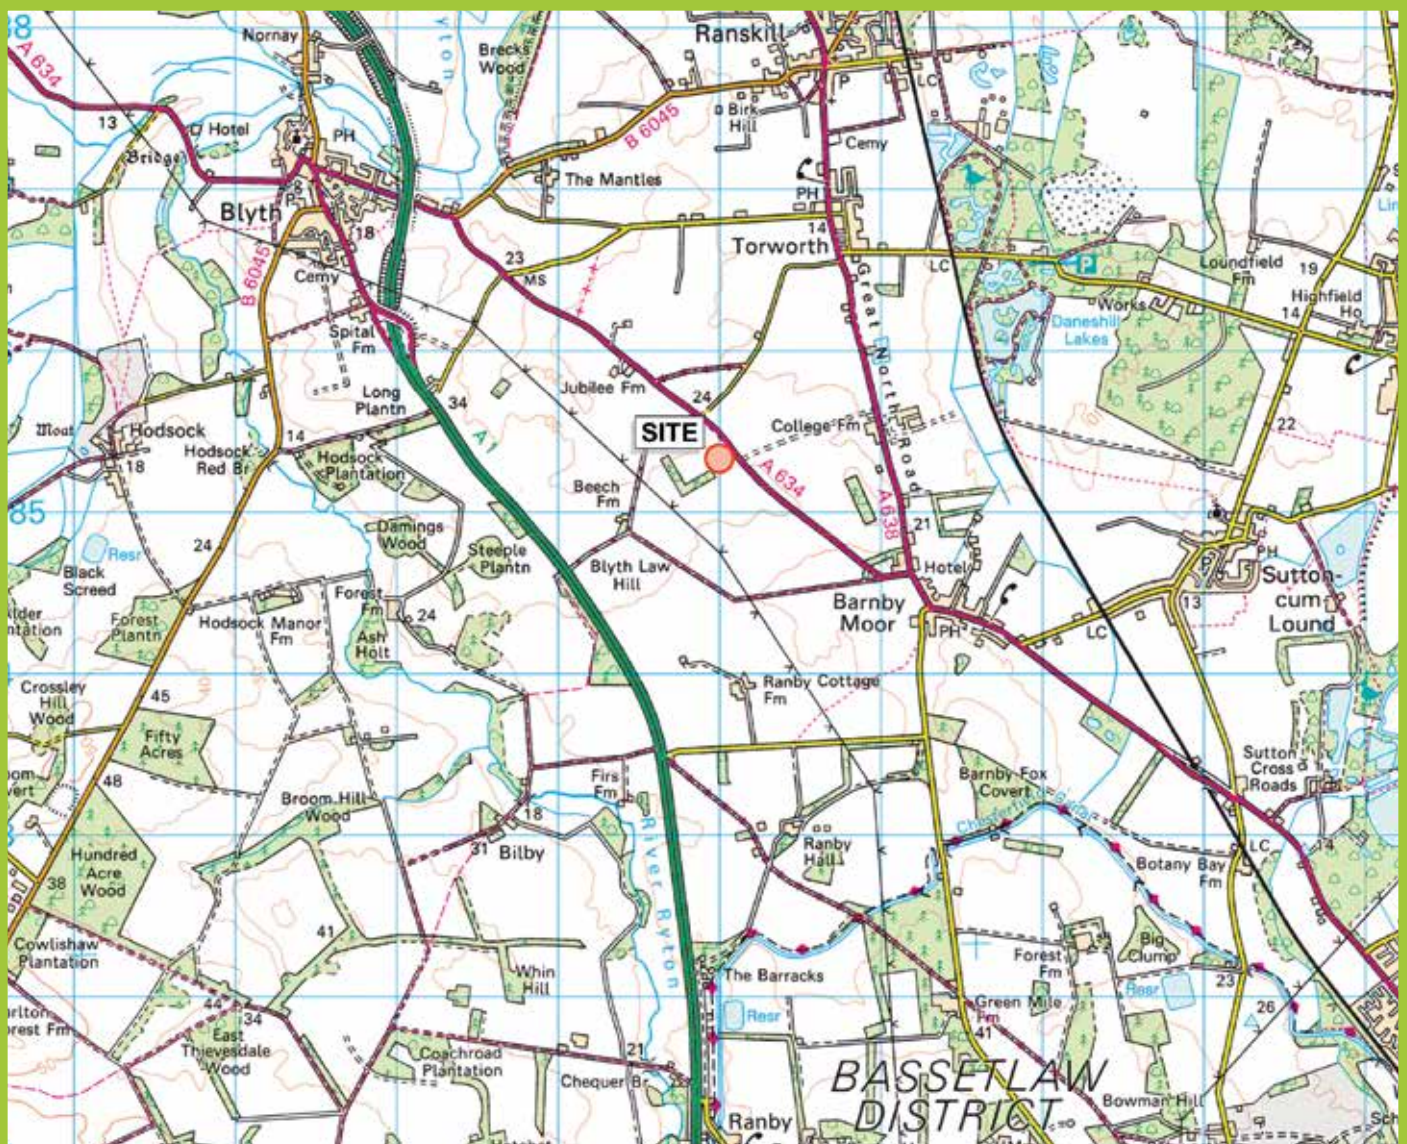 38
A 634
Nornay
Brecks
Wood
Ranskill
P
LC
13
Hotel
Bridge
PH
B 6045
Birk
Hill
Cemy
The Mantles
PH
P
Blyth
18
14
Torworth
23
MS
LC
P
Loundfield
Fm
19
Highfield
Ho
B 6045
Cemy
Great North Road
Works
14
Spital
Fm
Daneshill
Lakes
Jubilee Fm
Long
Plantn
34
24
A1
SITE
College Fm
22
Moat
Hodsock
18
Hodsock
Red Br
14
Hodsock
Plantation
A 634
A 638
85
Beech
Fm
21
Resr
24
Damings
Wood
Steeple
Plantn
Blyth Law
Hill
Hotel
PH
P
Sutton-
cum-
Lound
Black
Screed
Forest
Plantn
Hodsock Manor
Fm
Forest
Fm
24
Ash
Holt
Barnby
Moor
PH
LC
13
Crossley
Hill
Wood
45
Ranby Cottage
Fm
Fifty
Acres
48
Broom Hill
Wood
Firs
Fm
Barnby Fox
Covert
Sutton
Cross
Roads
18
Bilby
31
River Ryton
Ranby
Hall
Botany Bay
Fm
LC
14
Hundred
Acre
Wood
38
Cowlishaw
Plantation
41
Whin
Hill
The Barracks
Forest
Fm
Big
Clump
Resr
23
26
44
34
East
Thievesdale
Wood
Resr
Green Mile
Fm
41
Coachroad
Plantation
21
Chequer Br
BASSETLAW
DISTRICT
Bowman Hill
Ranby